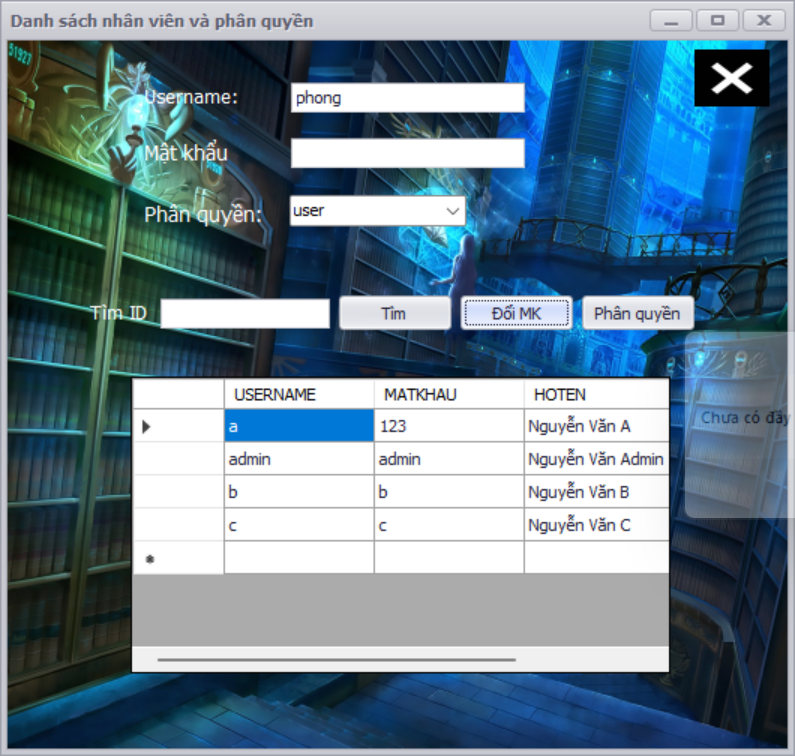 Danh sách nhân viên và phân quyền
51927
Username: phong
Mật khẩu
Phân quyền: user
Tìm ID Tìm Đổi MK Phân quyền
USERNAME MATKHAU HOTEN
a 123 Nguyễn Văn A
admin admin Nguyễn Văn Admin
b b Nguyễn Văn B
c c Nguyễn Văn C
Chưa có đầy